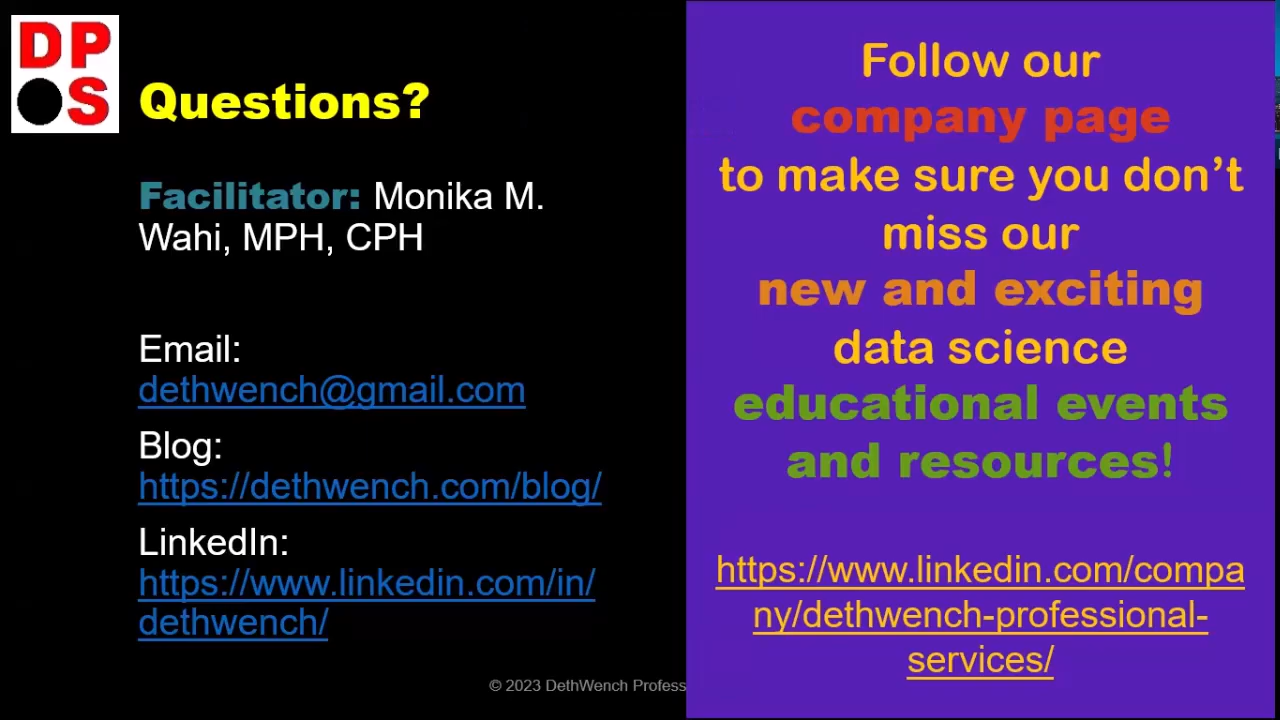 DP
S
Questions?
Facilitator: Monika M.
Wahi, MPH, CPH
Email:
dethwench@gmail.com
Blog:
https://dethwench.com/blog/
LinkedIn:
https://www.linkedin.com/in/
dethwench/
© 2023 DethWench Profess
Follow our
company page
to make sure you don’t
miss our
new and exciting
data science
educational events
and resources!
https://www.linkedin.com/compa
ny/dethwench-professional-
services/